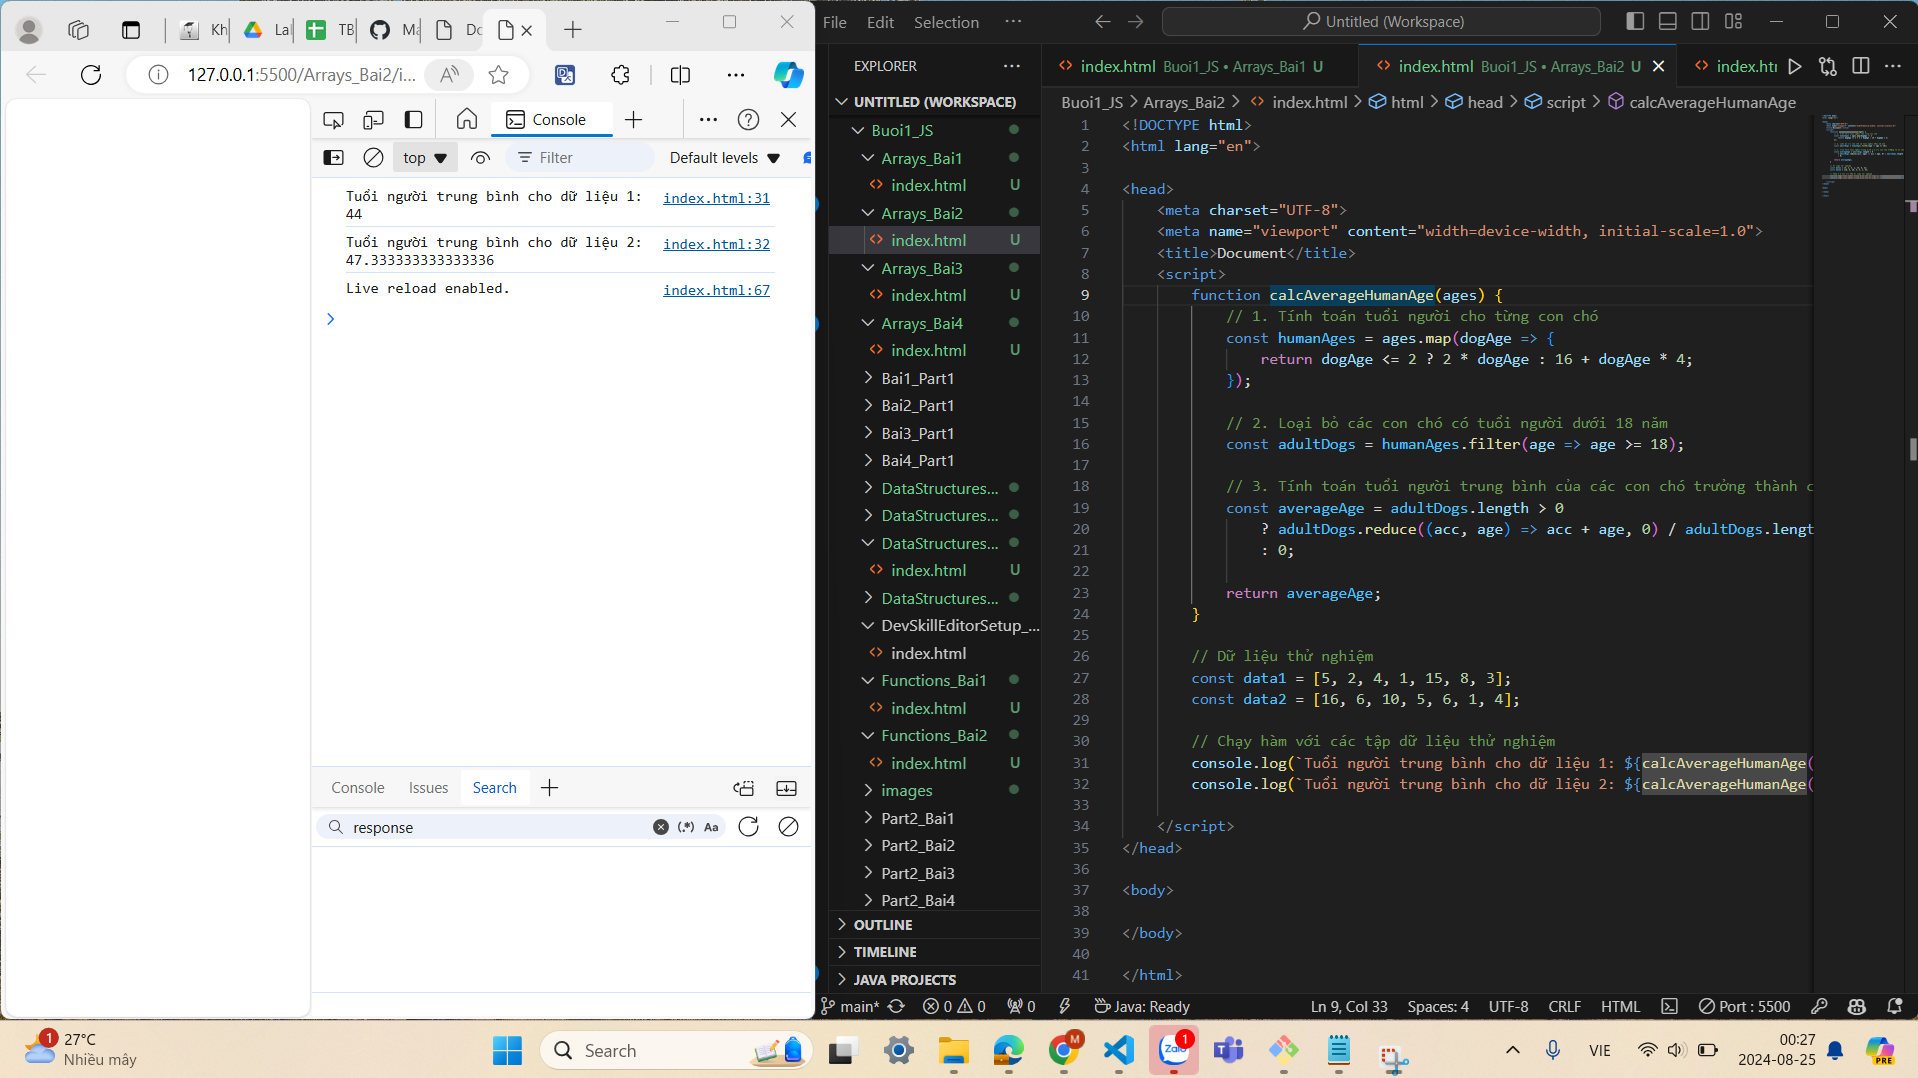 Kh
Lal
TB
Ma
Do
127.0.0.1:5500/Arrays_Bai2/i...
Console
top
Filter
Default levels
Tuổi người trung bình cho dữ liệu 1: index.html:31
44
Tuổi người trung bình cho dữ liệu 2: index.html:32
47.333333333333336
Live reload enabled. index.html:67
Console Issues Search
response
(.*) Aa
File Edit Selection ...
Untitled (Workspace)
EXPLORER
UNTITLED (WORKSPACE)
Buoi1_JS
Arrays_Bai1
index.html U
Arrays_Bai2
index.html U
Arrays_Bai3
index.html U
Arrays_Bai4
index.html U
Bai1_Part1
Bai2_Part1
Bai3_Part1
Bai4_Part1
DataStructures...
DataStructures...
DataStructures...
index.html U
DataStructures...
DevSkillEditorSetup_...
index.html
Functions_Bai1
index.html U
Functions_Bai2
index.html U
images
Part2_Bai1
Part2_Bai2
Part2_Bai3
Part2_Bai4
OUTLINE
TIMELINE
JAVA PROJECTS
index.html Buoi1_JS • Arrays_Bai1 U
index.html Buoi1_JS • Arrays_Bai2 U
index.ht
Buoi1_JS > Arrays_Bai2 > index.html > html > head > script > calcAverageHumanAge
1 <!DOCTYPE html>
2 <html lang="en">
3
4 <head>
5 <meta charset="UTF-8">
6 <meta name="viewport" content="width=device-width, initial-scale=1.0">
7 <title>Document</title>
8 <script>
9 function calcAverageHumanAge(ages) {
10 // 1. Tính toán tuổi người cho từng con chó
11 const humanAges = ages.map(dogAge => {
12 return dogAge <= 2 ? 2 * dogAge : 16 + dogAge * 4;
13 });
14
15 // 2. Loại bỏ các con chó có tuổi người dưới 18 năm
16 const adultDogs = humanAges.filter(age => age >= 18);
17
18 // 3. Tính toán tuổi người trung bình của các con chó trưởng thành c
19 const averageAge = adultDogs.length > 0
20 ? adultDogs.reduce((acc, age) => acc + age, 0) / adultDogs.lengt
21 : 0;
22
23 return averageAge;
24 }
25
26 // Dữ liệu thử nghiệm
27 const data1 = [5, 2, 4, 1, 15, 8, 3];
28 const data2 = [16, 6, 10, 5, 6, 1, 4];
29
30 // Chạy hàm với các tập dữ liệu thử nghiệm
31 console.log(`Tuổi người trung bình cho dữ liệu 1: ${calcAverageHumanAge(
32 console.log(`Tuổi người trung bình cho dữ liệu 2: ${calcAverageHumanAge(
33
34 </script>
35 </head>
36
37 <body>
38
39 </body>
40
41 </html>
main* 0 0 0 Java: Ready Ln 9, Col 33 Spaces: 4 UTF-8 CRLF HTML Port : 5500
1
27°C
Nhiều mây
Search
M
Zalo
1
VIE
00:27
2024-08-25
PRE